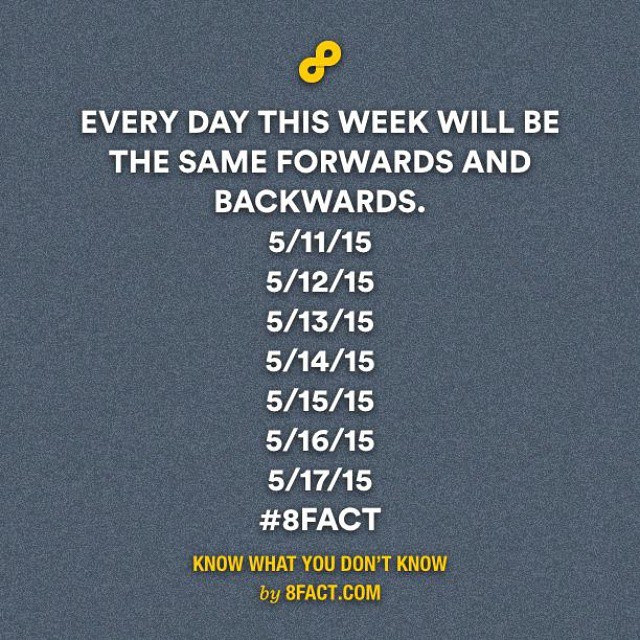 EVERY DAY THIS WEEK WILL BE
THE SAME FORWARDS AND
BACKWARDS.
5/11/15
5/12/15
5/13/15
5/14/15
5/15/15
5/16/15
5/17/15
#8FACT
KNOW WHAT YOU DON'T KNOW
by 8FACT.COM